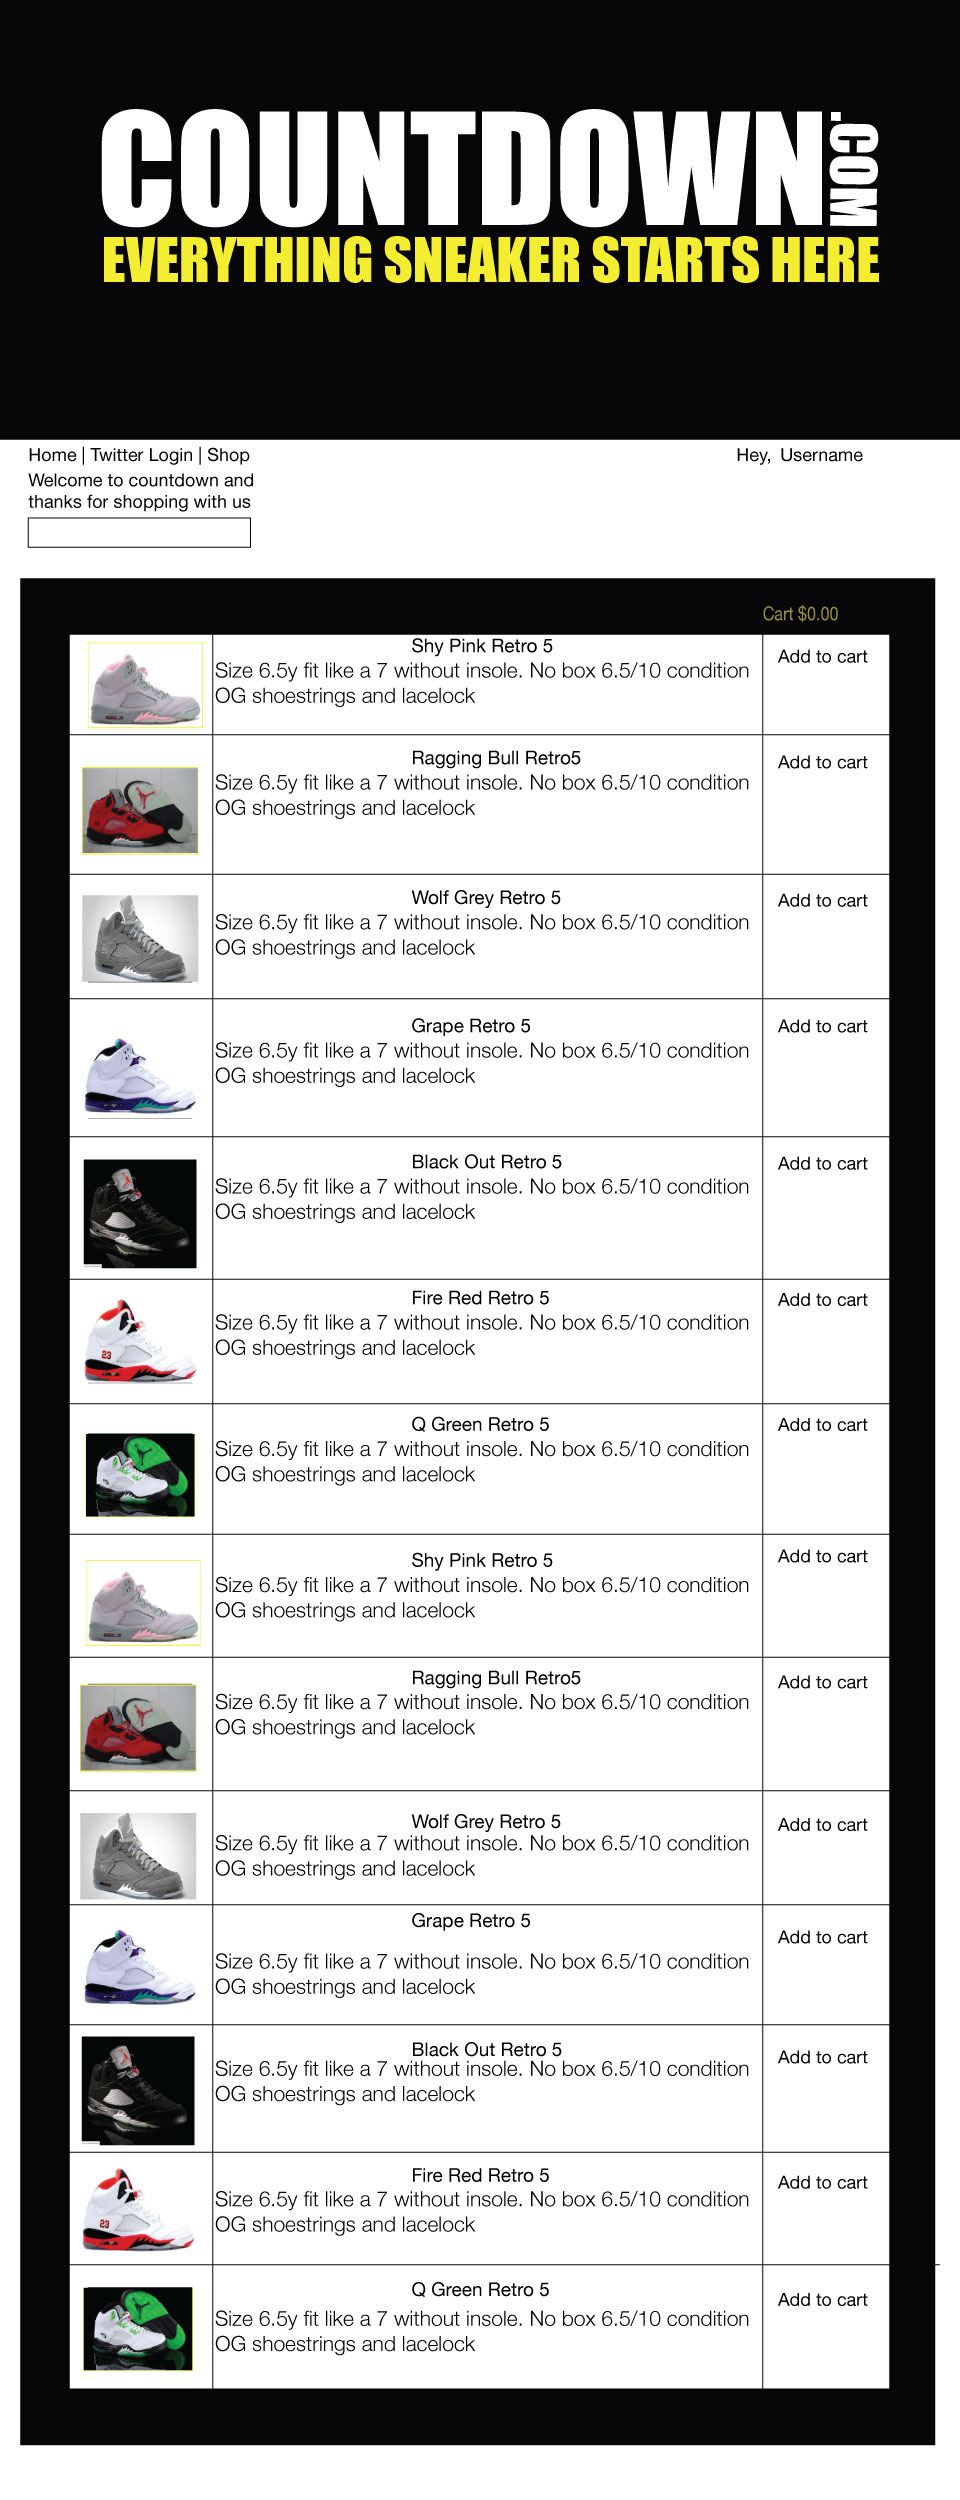 COUNTDOWN.COM
EVERYTHING SNEAKER STARTS HERE
Home | Twitter Login | Shop
Hey, Username
Welcome to countdown and
thanks for shopping with us
Cart $0.00
Shy Pink Retro 5
Add to cart
Size 6.5y fit like a 7 without insole. No box 6.5/10 condition
OG shoestrings and lacelock
Ragging Bull Retro5
Add to cart
Size 6.5y fit like a 7 without insole. No box 6.5/10 condition
OG shoestrings and lacelock
Wolf Grey Retro 5
Add to cart
Size 6.5y fit like a 7 without insole. No box 6.5/10 condition
OG shoestrings and lacelock
Grape Retro 5
Add to cart
Size 6.5y fit like a 7 without insole. No box 6.5/10 condition
OG shoestrings and lacelock
Black Out Retro 5
Add to cart
Size 6.5y fit like a 7 without insole. No box 6.5/10 condition
OG shoestrings and lacelock
Fire Red Retro 5
Add to cart
Size 6.5y fit like a 7 without insole. No box 6.5/10 condition
OG shoestrings and lacelock
23
Q Green Retro 5
Add to cart
Size 6.5y fit like a 7 without insole. No box 6.5/10 condition
OG shoestrings and lacelock
Shy Pink Retro 5
Add to cart
Size 6.5y fit like a 7 without insole. No box 6.5/10 condition
OG shoestrings and lacelock
Ragging Bull Retro5
Add to cart
Size 6.5y fit like a 7 without insole. No box 6.5/10 condition
OG shoestrings and lacelock
Wolf Grey Retro 5
Add to cart
Size 6.5y fit like a 7 without insole. No box 6.5/10 condition
OG shoestrings and lacelock
Grape Retro 5
Add to cart
Size 6.5y fit like a 7 without insole. No box 6.5/10 condition
OG shoestrings and lacelock
Black Out Retro 5
Add to cart
Size 6.5y fit like a 7 without insole. No box 6.5/10 condition
OG shoestrings and lacelock
Fire Red Retro 5
Add to cart
Size 6.5y fit like a 7 without insole. No box 6.5/10 condition
OG shoestrings and lacelock
23
Q Green Retro 5
Add to cart
Size 6.5y fit like a 7 without insole. No box 6.5/10 condition
OG shoestrings and lacelock